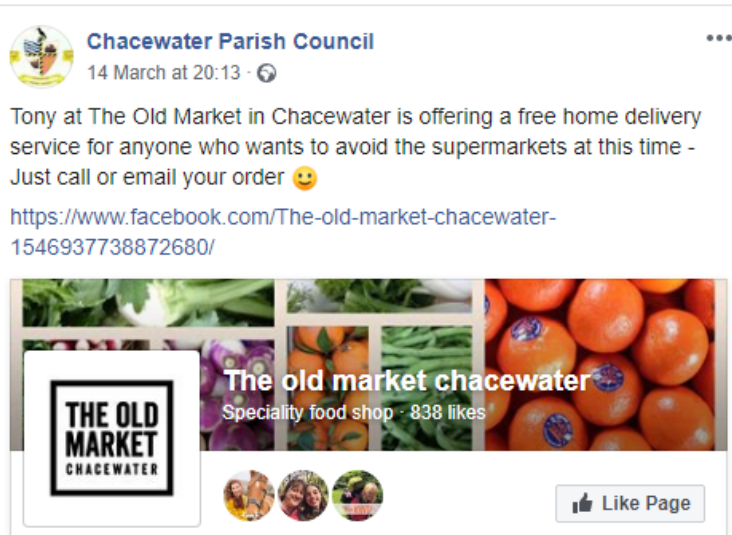 Chacewater Parish Council
14 March at 20:13 ·
Tony at The Old Market in Chacewater is offering a free home delivery
service for anyone who wants to avoid the supermarkets at this time -
Just call or email your order
https://www.facebook.com/The-old-market-chacewater-
1546937738872680/
The old market chacewater
Speciality food shop · 838 likes
THE OLD
MARKET
CHACEWATER
Like Page